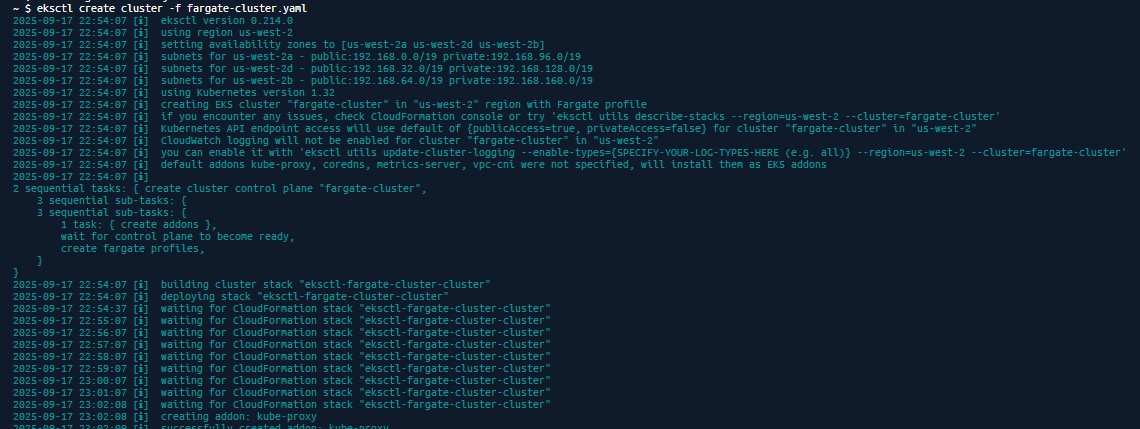 ~ $ eksctl create cluster -f fargate-cluster.yaml
2025-09-17 22:54:07 [ℹ]  eksctl version 0.214.0
2025-09-17 22:54:07 [ℹ]  using region us-west-2
2025-09-17 22:54:07 [ℹ]  setting availability zones to [us-west-2a us-west-2d us-west-2b]
2025-09-17 22:54:07 [ℹ]  subnets for us-west-2a - public:192.168.0.0/19 private:192.168.96.0/19
2025-09-17 22:54:07 [ℹ]  subnets for us-west-2d - public:192.168.32.0/19 private:192.168.128.0/19
2025-09-17 22:54:07 [ℹ]  subnets for us-west-2b - public:192.168.64.0/19 private:192.168.160.0/19
2025-09-17 22:54:07 [ℹ]  using Kubernetes version 1.32
2025-09-17 22:54:07 [ℹ]  creating EKS cluster "fargate-cluster" in "us-west-2" region with Fargate profile
2025-09-17 22:54:07 [ℹ]  if you encounter any issues, check CloudFormation console or try 'eksctl utils describe-stacks --region=us-west-2 --cluster=fargate-cluster'
2025-09-17 22:54:07 [ℹ]  Kubernetes API endpoint access will use default of {publicAccess=true, privateAccess=false} for cluster "fargate-cluster" in "us-west-2"
2025-09-17 22:54:07 [ℹ]  CloudWatch logging will not be enabled for cluster "fargate-cluster" in "us-west-2"
2025-09-17 22:54:07 [ℹ]  you can enable it with 'eksctl utils update-cluster-logging --enable-types={SPECIFY-YOUR-LOG-TYPES-HERE (e.g. all)} --region=us-west-2 --cluster=fargate-cluster'
2025-09-17 22:54:07 [ℹ]  default addons kube-proxy, coredns, metrics-server, vpc-cni were not specified, will install them as EKS addons
2025-09-17 22:54:07 [ℹ]
2 sequential tasks: { create cluster control plane "fargate-cluster",
    3 sequential sub-tasks: {
    3 sequential sub-tasks: {
        1 task: { create addons },
        wait for control plane to become ready,
        create fargate profiles,
    }
}
2025-09-17 22:54:07 [ℹ]  building cluster stack "eksctl-fargate-cluster-cluster"
2025-09-17 22:54:07 [ℹ]  deploying stack "eksctl-fargate-cluster-cluster"
2025-09-17 22:54:37 [ℹ]  waiting for CloudFormation stack "eksctl-fargate-cluster-cluster"
2025-09-17 22:55:07 [ℹ]  waiting for CloudFormation stack "eksctl-fargate-cluster-cluster"
2025-09-17 22:56:07 [ℹ]  waiting for CloudFormation stack "eksctl-fargate-cluster-cluster"
2025-09-17 22:57:07 [ℹ]  waiting for CloudFormation stack "eksctl-fargate-cluster-cluster"
2025-09-17 22:58:07 [ℹ]  waiting for CloudFormation stack "eksctl-fargate-cluster-cluster"
2025-09-17 22:59:07 [ℹ]  waiting for CloudFormation stack "eksctl-fargate-cluster-cluster"
2025-09-17 23:00:07 [ℹ]  waiting for CloudFormation stack "eksctl-fargate-cluster-cluster"
2025-09-17 23:01:07 [ℹ]  waiting for CloudFormation stack "eksctl-fargate-cluster-cluster"
2025-09-17 23:02:08 [ℹ]  waiting for CloudFormation stack "eksctl-fargate-cluster-cluster"
2025-09-17 23:02:08 [ℹ]  creating addon: kube-proxy
2025-09-17 23:02:09 [ℹ]  successfully created addon: kube-proxy